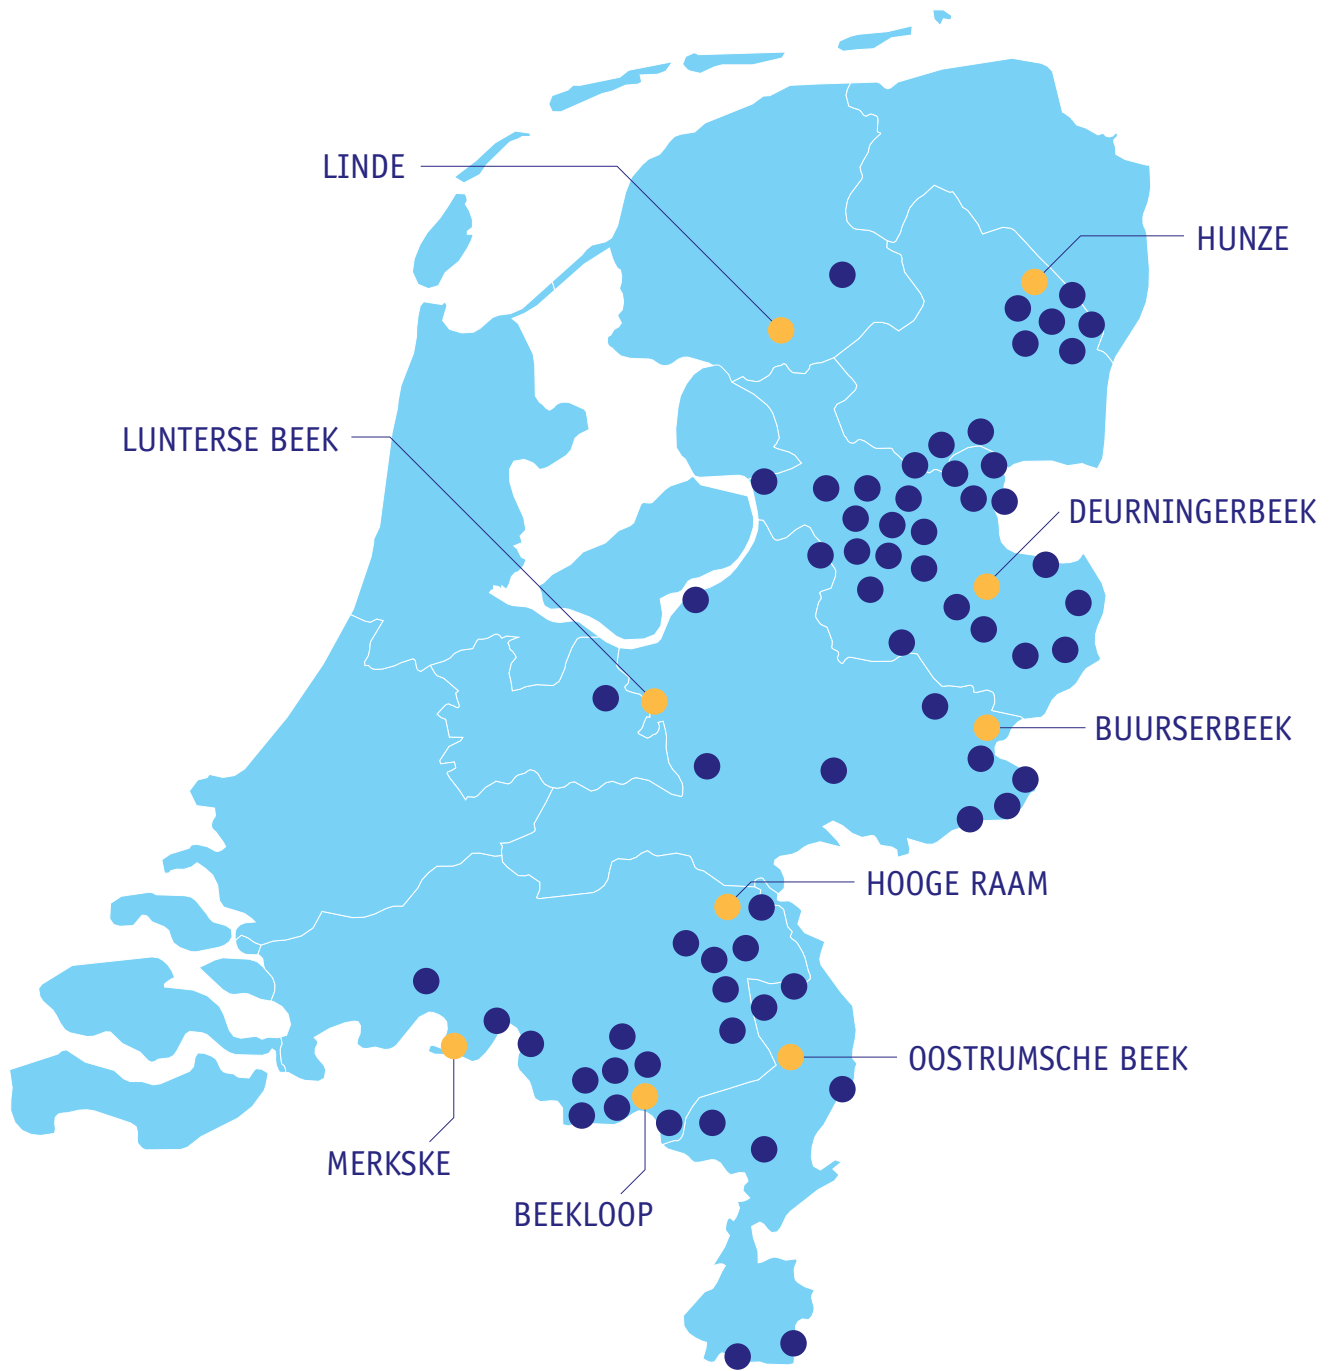 LINDE
HUNZE
LUNTERSE BEEK
DEURNINGERBEEK
BUURSERBEEK
HOOGE RAAM
OOSTRUMSCHE BEEK
MERKSKE
BEEKLOOP